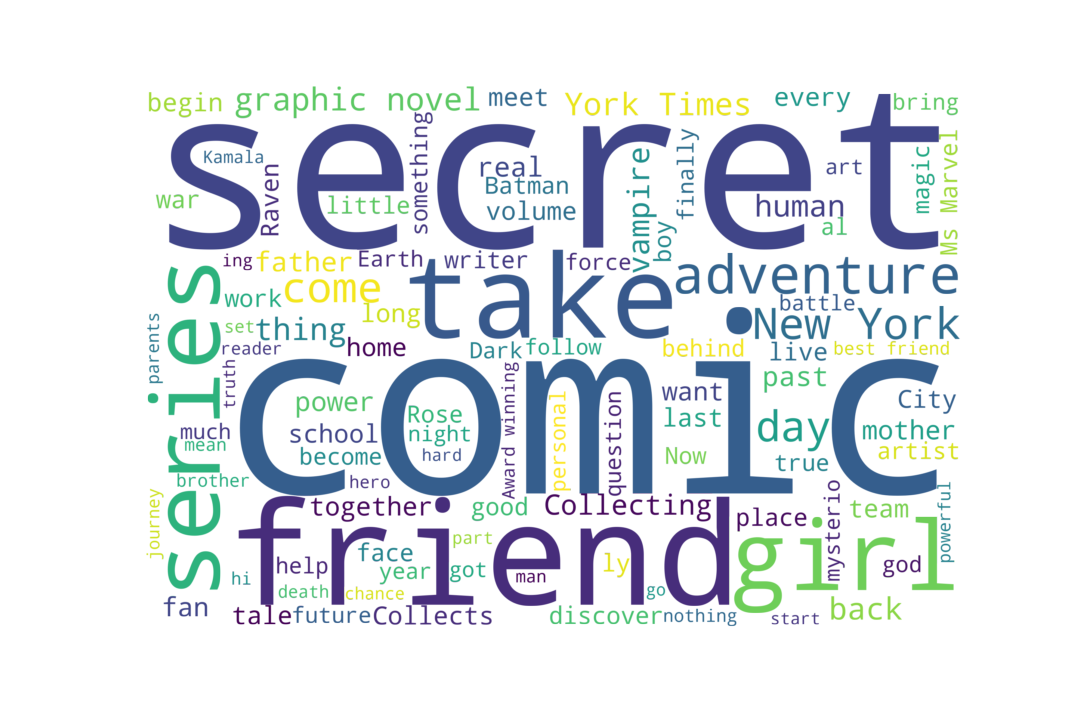 begin
graphic novel
meet
York Times
every
bring
secret
Kamala
Raven
something
real
Batman
volume
little
war
vampire
boy
finally
human
art
al
magic
Ms Marvel
ing
father
Earth
writer
force
take
adventure
series
work
come
long
set
thing
reader
home
Dark
follow
behind
battle
New York
live
best friend
parents
truth
comic
power
Rose
night
hard
school
become
hero
Award winning
personal
question
want
last
Now
past
day
true
City
mother
artist
much
mean
brother
journey
together
good
Collecting
place
mysterio
team
powerful
friend
girl
help
face
year
got
part
man
ly
go
god
hi
death
chance
fan
tale
future
Collects
discover
nothing
start
back